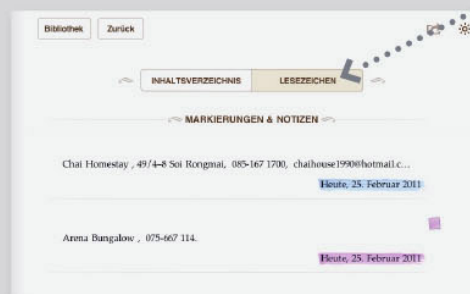 Bibliothek Zurück
INHALTSVERZEICHNIS LESEZEICHEN
MARKIERUNGEN & NOTIZEN
Chai Homestay , 49/4–8 Soi Rongmai, 085-167 1700, chaihouse1990@hotmail.c...
Heute, 25. Februar 2011
Arena Bungalow , 075-667 114.
Heute, 25. Februar 2011